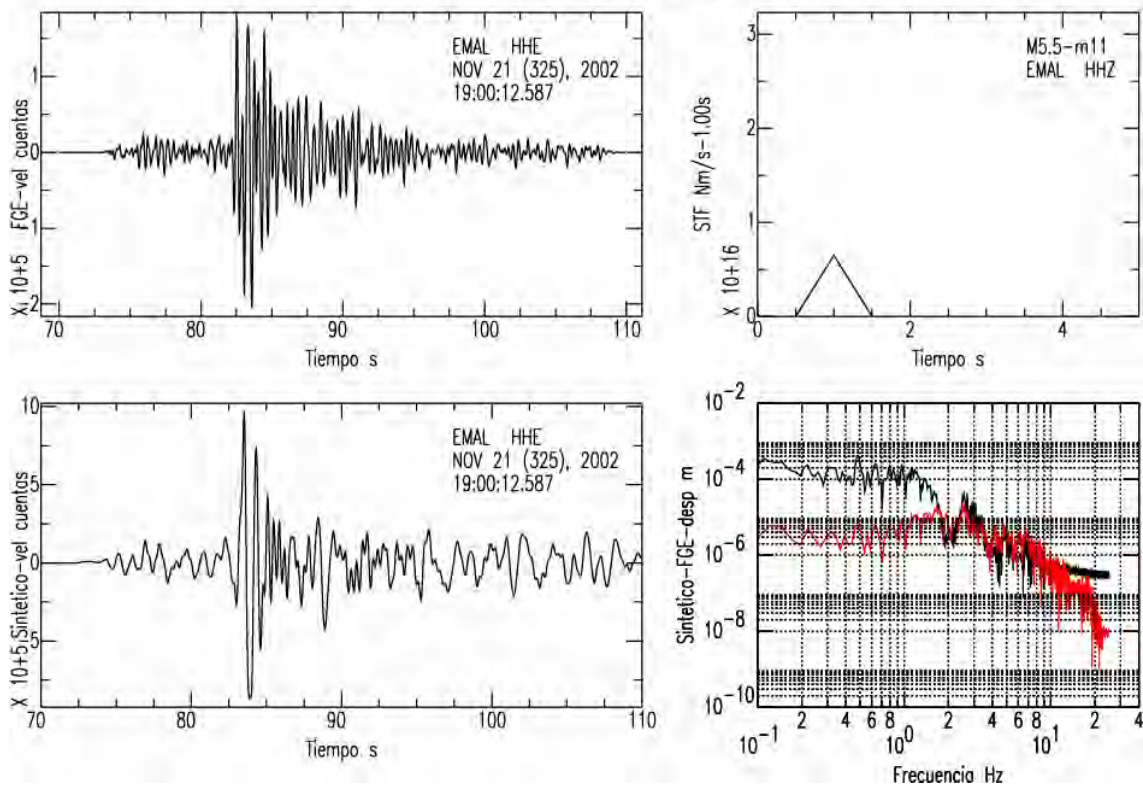 X 10+5 FGE-vel cuentas
1
0
1
2
EMAL HHE
NOV 21 (325), 2002
19:00:12.587
70 80 90 100 110
Tiempo s
X 10+16 STF Nm/s-1.00s
3
2
1
0
M5.5-m11
EMAL HHZ
0 2 4
Tiempo s
X 10+5 Sintetico-vel cuentas
10
5
0
5
10
EMAL HHE
NOV 21 (325), 2002
19:00:12.587
70 80 90 100 110
Tiempo s
Sintetico-FGE-desp m
10-2
10-4
10-6
10-8
10-10
2 4 6 8 2 4 6 8 2
10-1 100 101
Frecuencia Hz